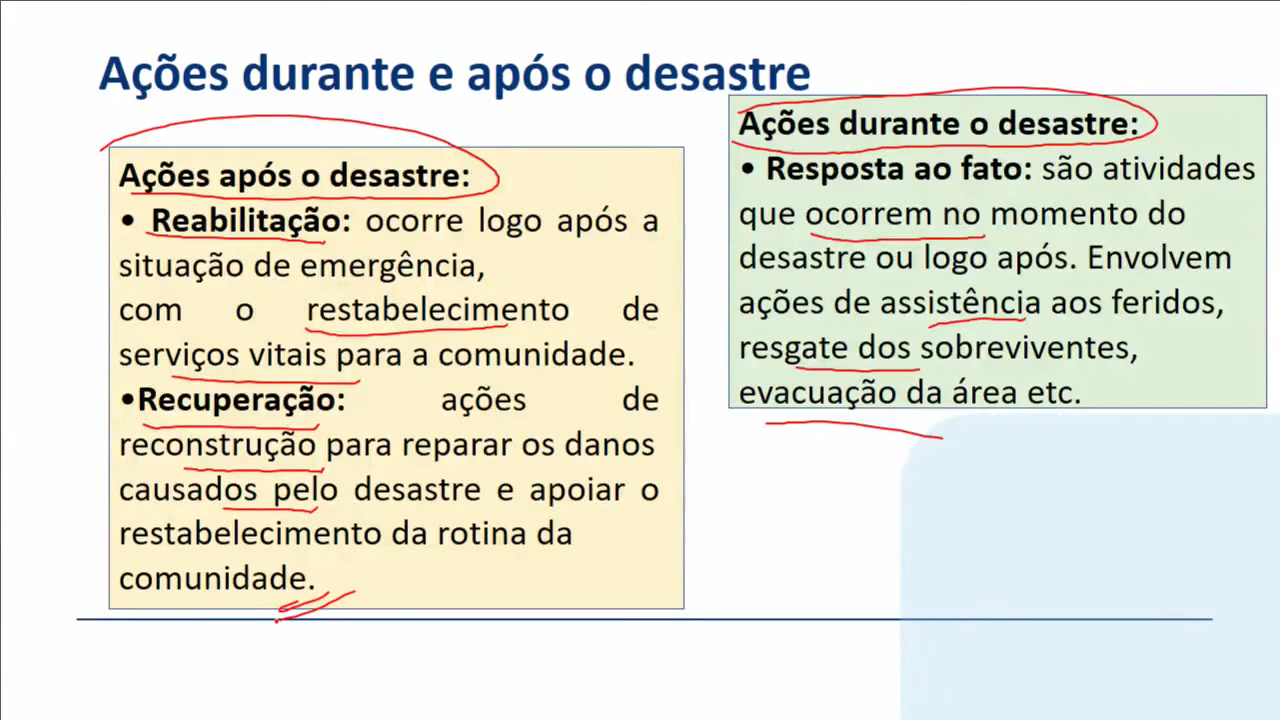 Ações durante e após o desastre
Ações após o desastre:
• Reabilitação: ocorre logo após a
situação de emergência,
com o restabelecimento de
serviços vitais para a comunidade.
•Recuperação: ações de
reconstrução para reparar os danos
causados pelo desastre e apoiar o
restabelecimento da rotina da
comunidade.
Ações durante o desastre:
• Resposta ao fato: são atividades
que ocorrem no momento do
desastre ou logo após. Envolvem
ações de assistência aos feridos,
resgate dos sobreviventes,
evacuação da área etc.